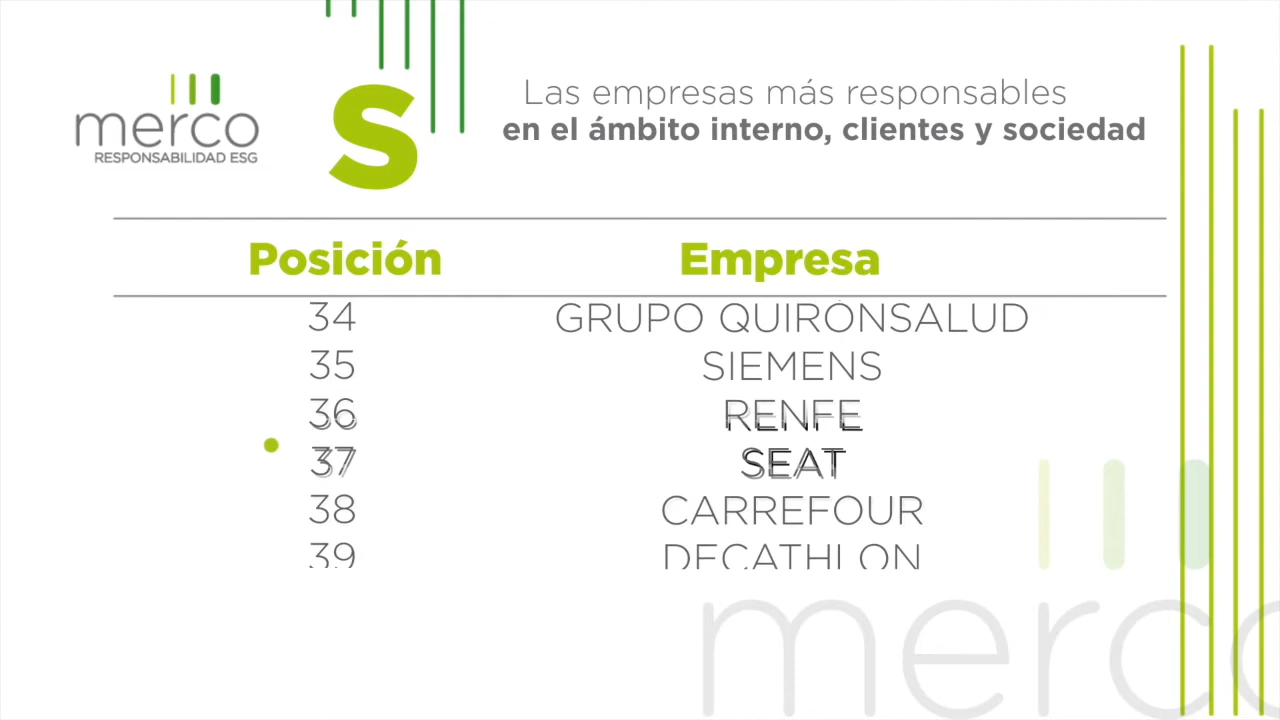 merco
RESPONSABILIDAD ESG
S
Las empresas más responsables
en el ámbito interno, clientes y sociedad
Posición Empresa
34 GRUPO QUIRÓNSALUD
35 SIEMENS
36 RENFE
37 SEAT
38 CARREFOUR
39 DECATHLON
merco